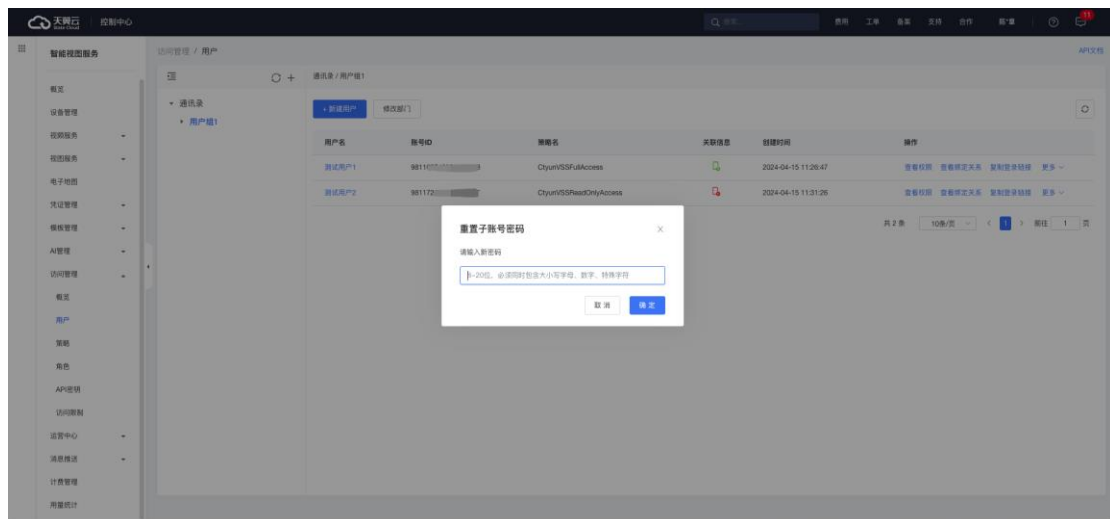 天翼云 控制中心 费用 工单 备案 支持 合作 11
智能视图服务
访问管理 / 用户 API文档
概览
设备管理
视频服务
视图服务
电子地图
凭证管理
模板管理
AI管理
访问管理
概览
用户
策略
角色
API密钥
访问限制
运营中心
消息推送
计费管理
用量统计
通讯录
用户组1
通讯录 / 用户组1
+ 新建用户 修改部门
用户名 账号ID 策略名 关联信息 创建时间 操作
测试用户1 CtyunVSSFullAccess 2024-04-15 11:26:47 查看权限 查看绑定关系 复制登录链接 更多
测试用户2 CtyunVSSReadOnlyAccess 2024-04-15 11:31:26 查看权限 查看绑定关系 复制登录链接 更多
共 2 条 10条/页 1 前往 1 页
重置子账号密码
请输入新密码
8-20位，必须同时包含大小写字母、数字、特殊字符
取 消 确 定